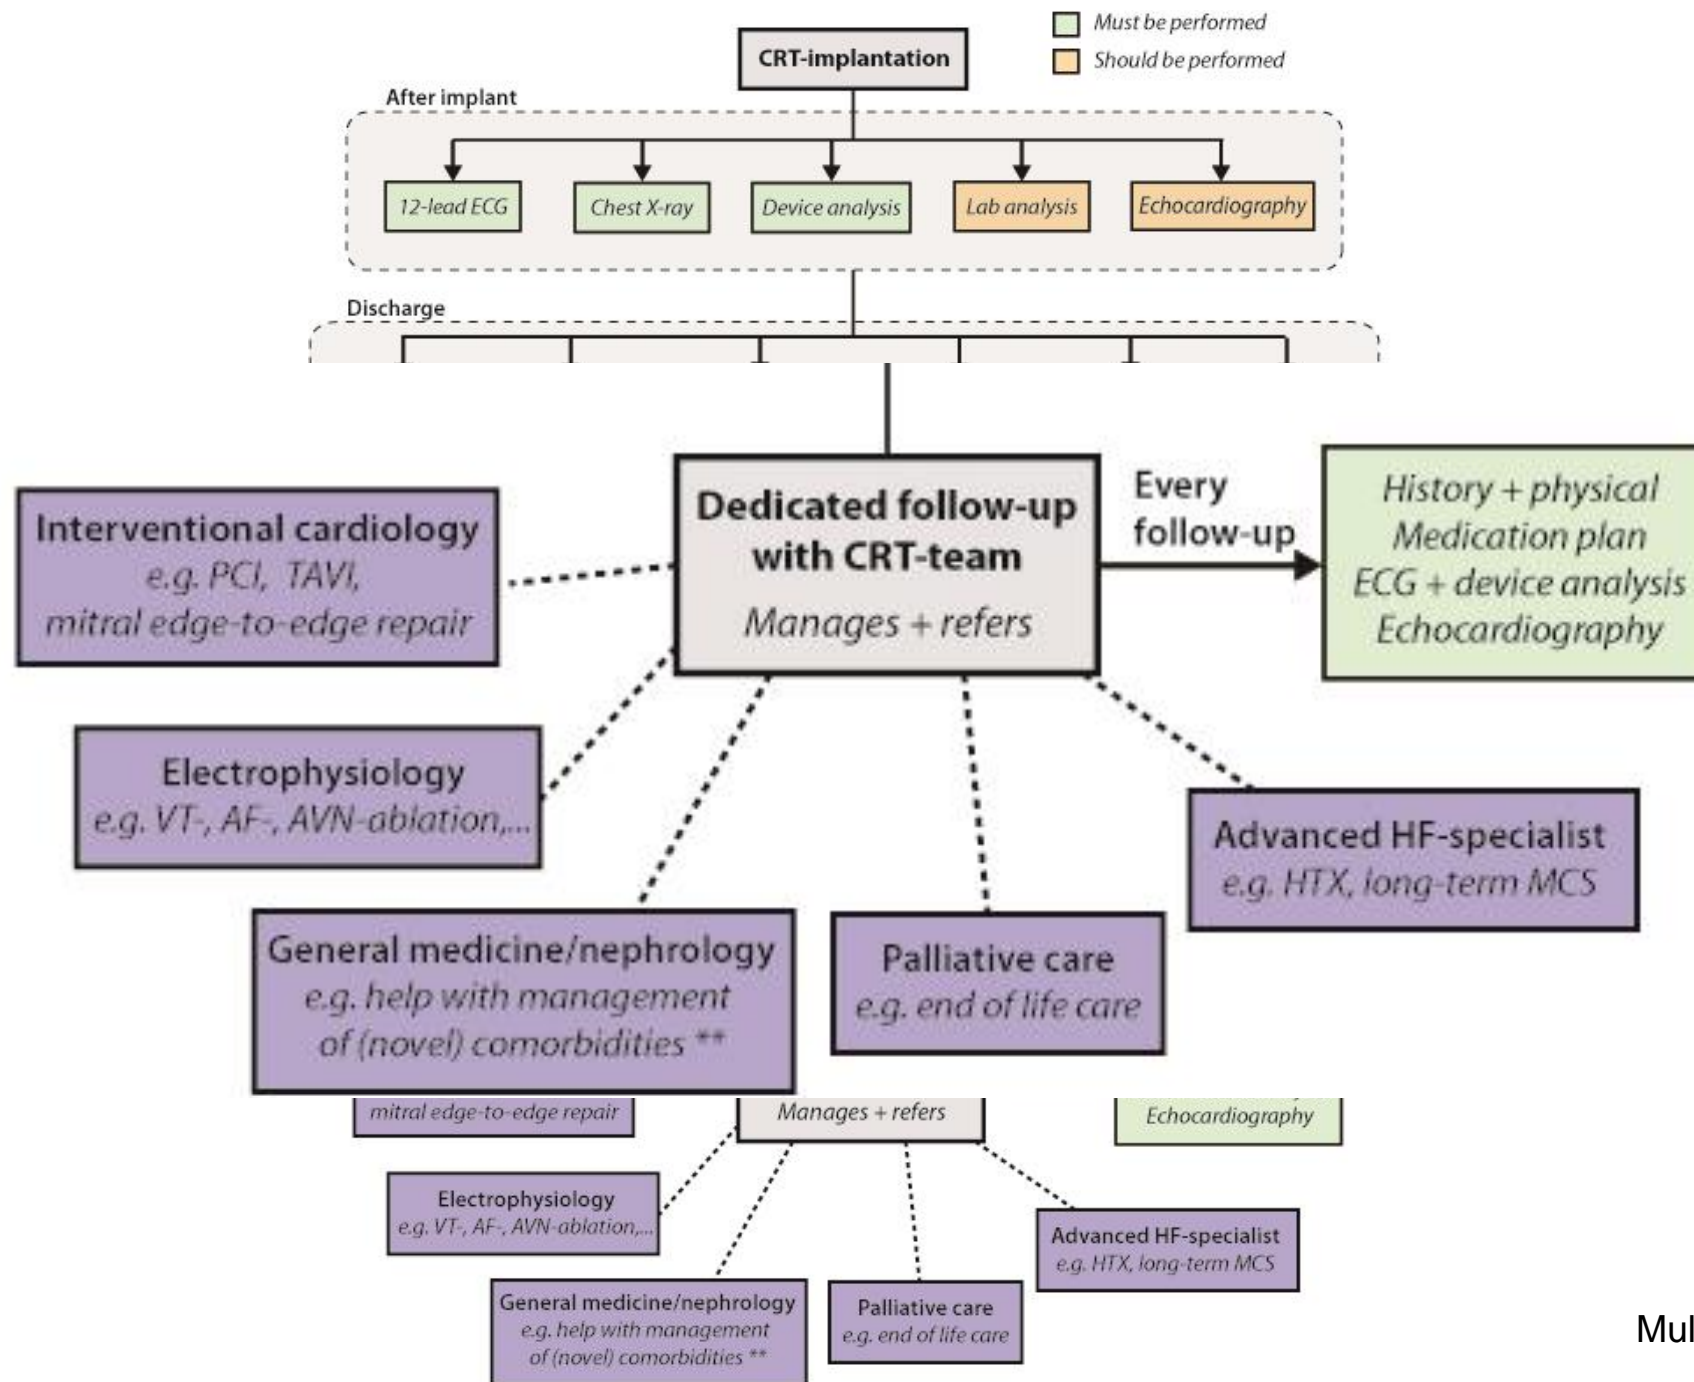 Must be performed
Should be performed
CRT-implantation
After implant
12-lead ECG
Chest X-ray
Device analysis
Lab analysis
Echocardiography
Discharge
Dedicated follow-up
with CRT-team
Manages + refers
Every
follow-up
History + physical
Medication plan
ECG + device analysis
Echocardiography
Interventional cardiology
e.g. PCI, TAVI,
mitral edge-to-edge repair
Electrophysiology
e.g. VT-, AF-, AVN-ablation,...
Advanced HF-specialist
e.g. HTX, long-term MCS
General medicine/nephrology
e.g. help with management
of (novel) comorbidities **
Palliative care
e.g. end of life care
mitral edge-to-edge repair
Manages + refers
Echocardiography
Electrophysiology
e.g. VT-, AF-, AVN-ablation,...
Advanced HF-specialist
e.g. HTX, long-term MCS
General medicine/nephrology
e.g. help with management
of (novel) comorbidities **
Palliative care
e.g. end of life care
Mul